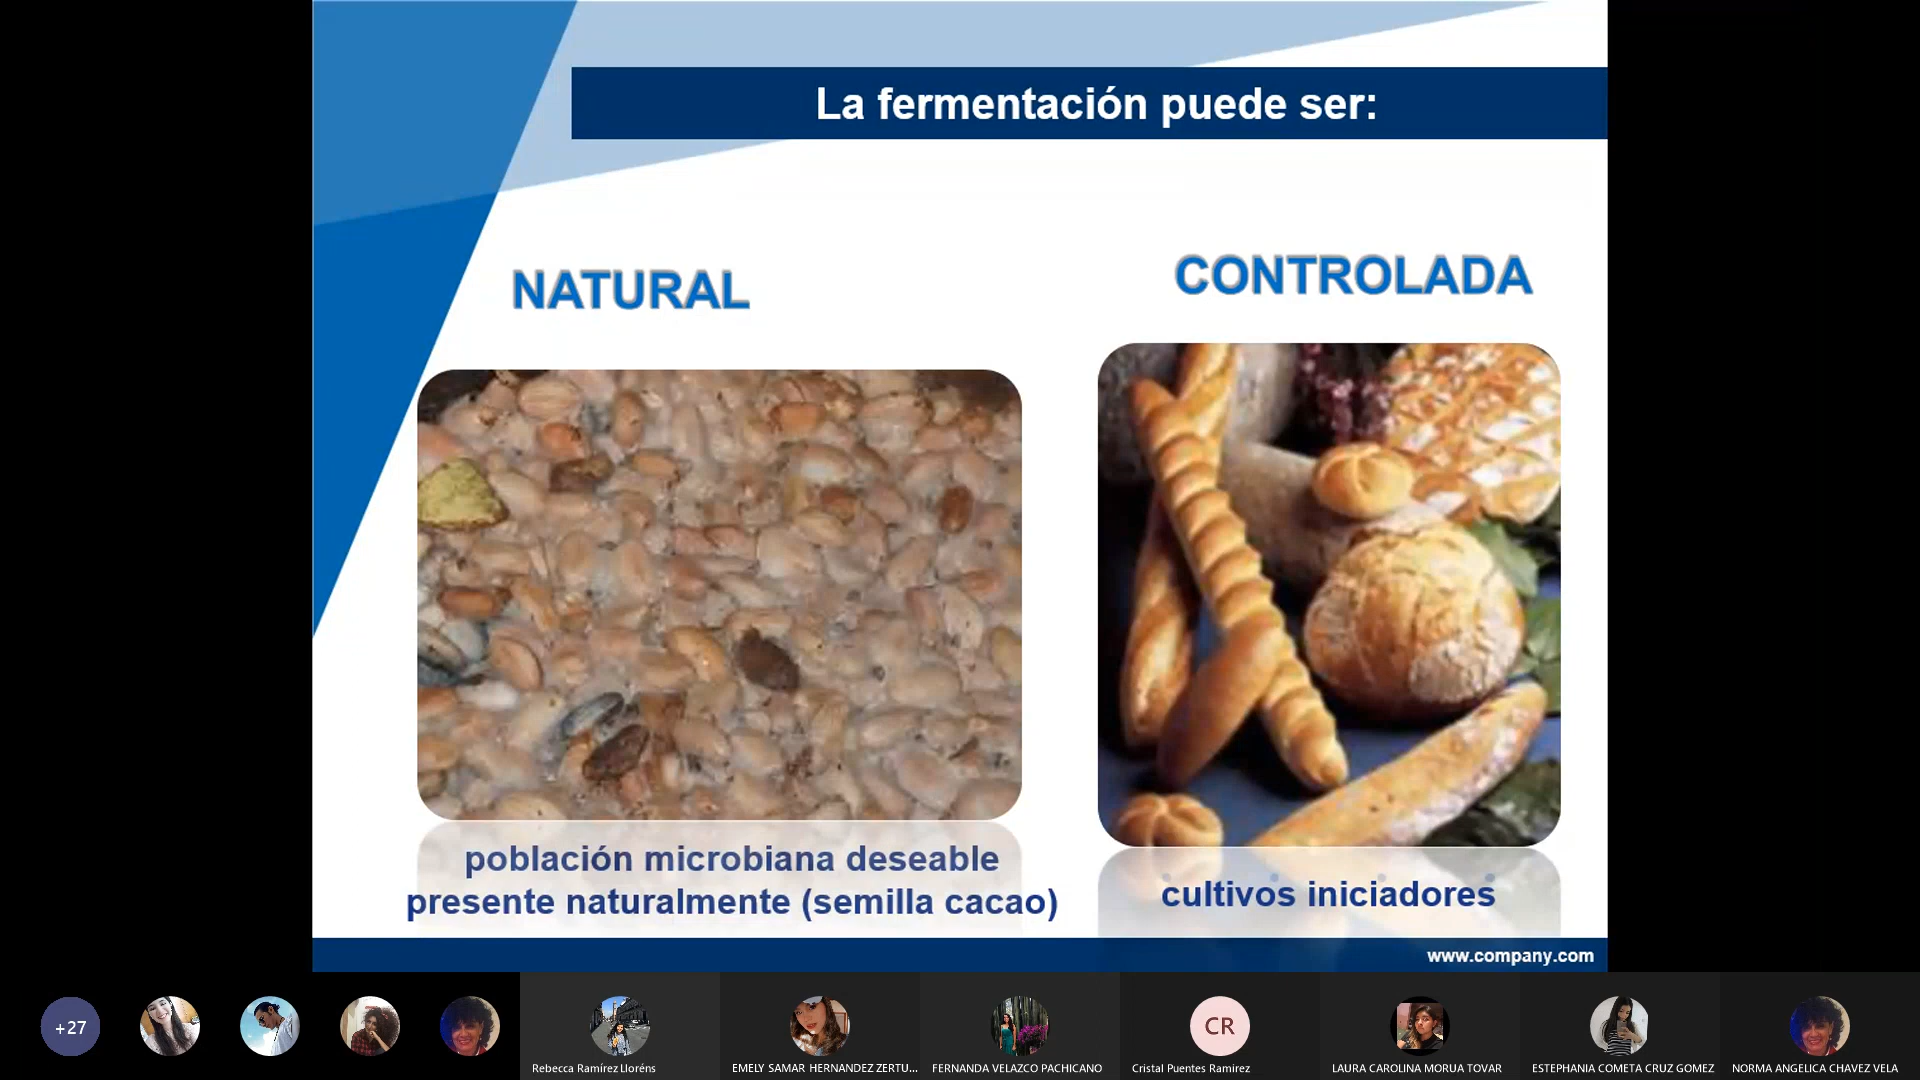 La fermentación puede ser:
NATURAL
CONTROLADA
población microbiana deseable
presente naturalmente (semilla cacao)
cultivos iniciadores
www.company.com
+27
CR
Rebecca Ramírez Lloréns
EMELY SAMAR HERNANDEZ ZERTU...
FERNANDA VELAZCO PACHICANO
Cristal Puentes Ramirez
LAURA CAROLINA MORUA TOVAR
ESTEPHANIA COMETA CRUZ GOMEZ
NORMA ANGELICA CHAVEZ VELA